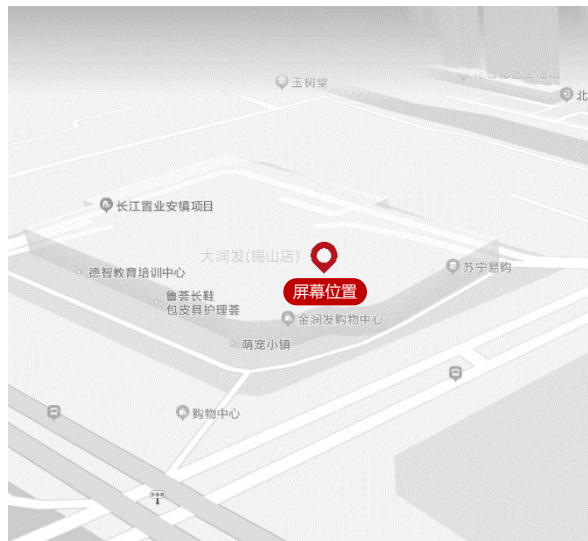 玉树堂
北
长江置业安镇项目
大润发(锡山店)
德智教育培训中心
苏宁易购
屏幕位置
鲁荟长鞋
包皮具护理荟
金润发购物中心
萌宠小镇
购物中心